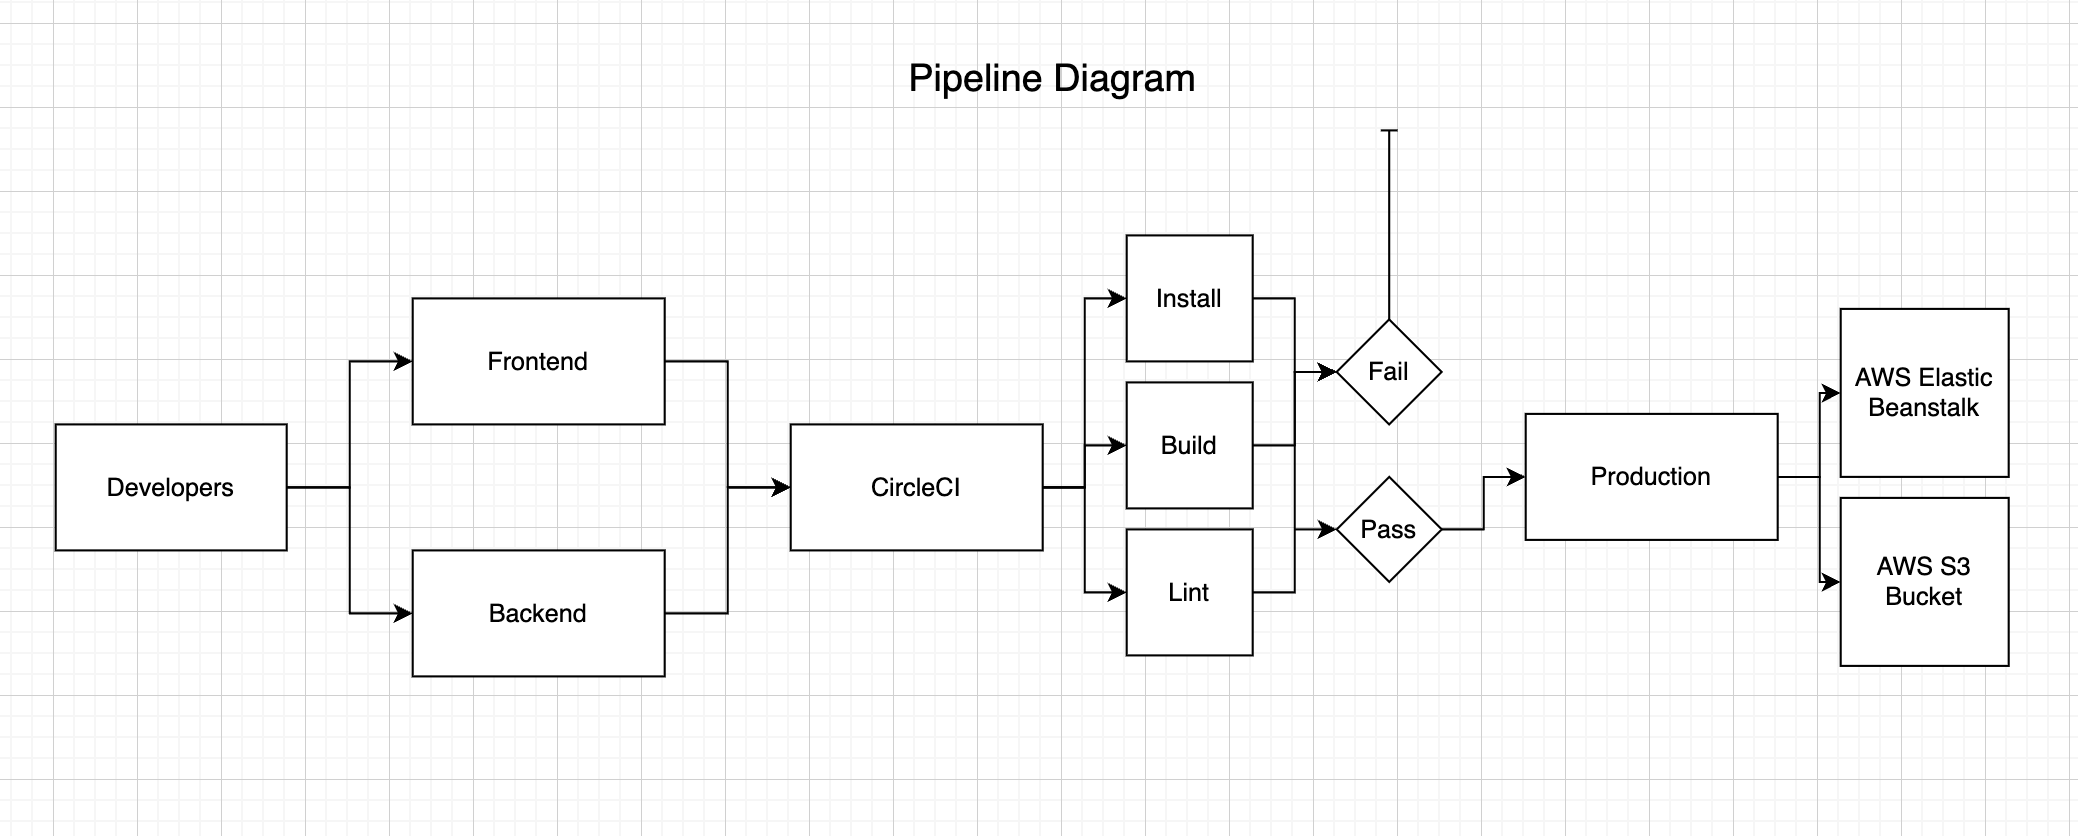 Pipeline Diagram
Developers
Frontend
Backend
CircleCI
Install
Build
Lint
Fail
Pass
Production
AWS Elastic
Beanstalk
AWS S3
Bucket